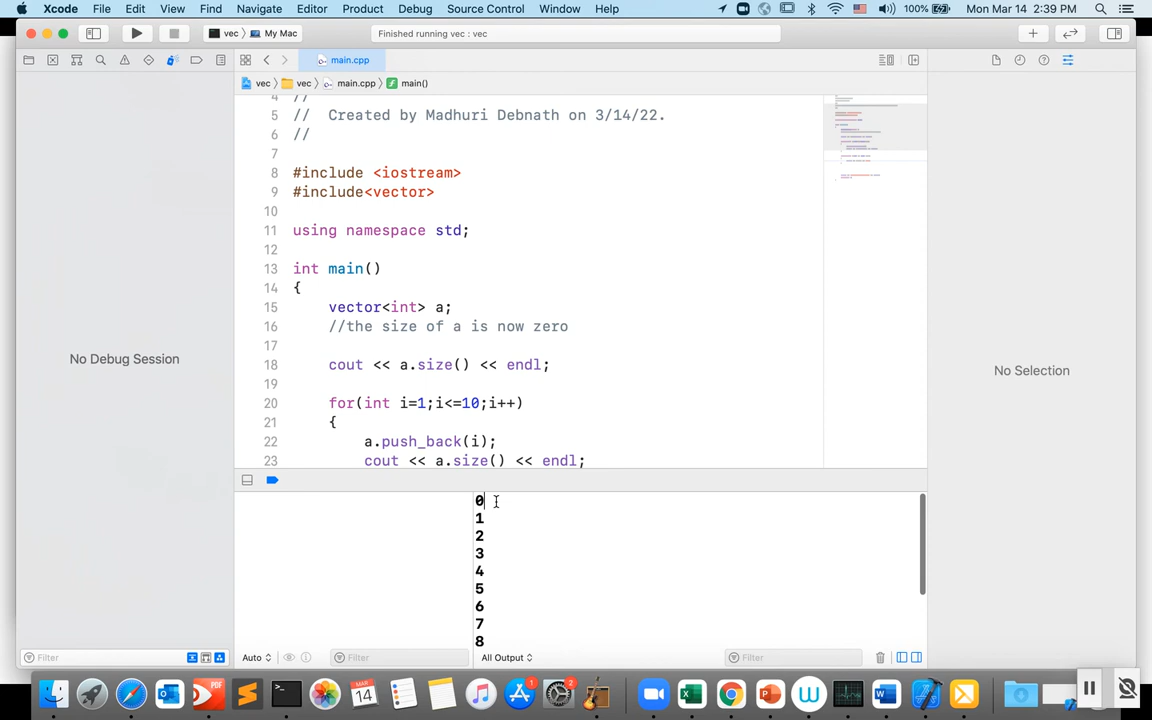 Xcode File Edit View Find Navigate Editor Product Debug Source Control Window Help 100% Mon Mar 14 2:39 PM
vec My Mac Finished running vec : vec
main.cpp
vec vec main.cpp main()
4 //
5 // Created by Madhuri Debnath on 3/14/22.
6 //
7
8 #include <iostream>
9 #include<vector>
10
11 using namespace std;
12
13 int main()
14 {
15 vector<int> a;
16 //the size of a is now zero
17
18 cout << a.size() << endl;
19
20 for(int i=1;i<=10;i++)
21 {
22 a.push_back(i);
23 cout << a.size() << endl;
No Debug Session
No Selection
0
1
2
3
4
5
6
7
8
Filter Auto Filter All Output Filter